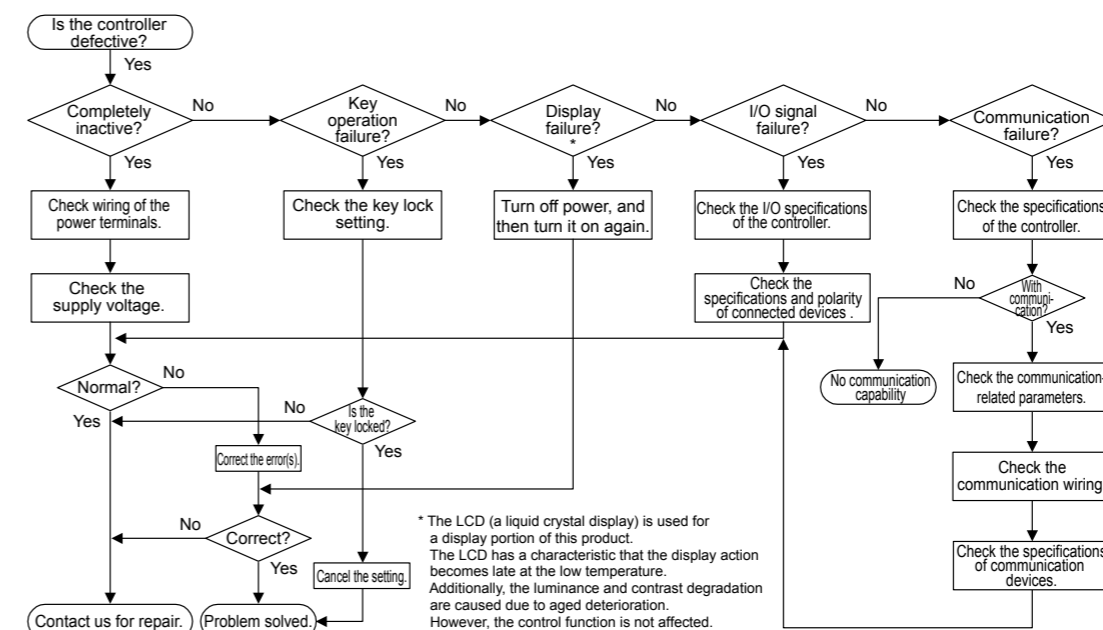 Is the controller
defective?
Yes
Completely
inactive?
No
Key
operation
failure?
No
Display
failure?
*
No
I/O signal
failure?
No
Communication
failure?
Yes
Yes
Yes
Yes
Yes
Check wiring of the
power terminals.
Check the key lock
setting.
Turn off power, and
then turn it on again.
Check the I/O specifications
of the controller.
Check the specifications
of the controller.
Check the
supply voltage.
Check the
specifications and polarity
of connected devices .
No
With
communi-
cation?
Yes
Normal?
No
Yes
No
Is the
key locked?
Yes
No communication
capability
Check the communication-
related parameters.
Correct the error(s).
Check the
communication wiring
No
Correct?
Yes
Cancel the setting.
* The LCD (a liquid crystal display) is used for
a display portion of this product.
The LCD has a characteristic that the display action
becomes late at the low temperature.
Additionally, the luminance and contrast degradation
are caused due to aged deterioration.
However, the control function is not affected.
Check the specifications
of communication
devices.
Contact us for repair.
Problem solved.